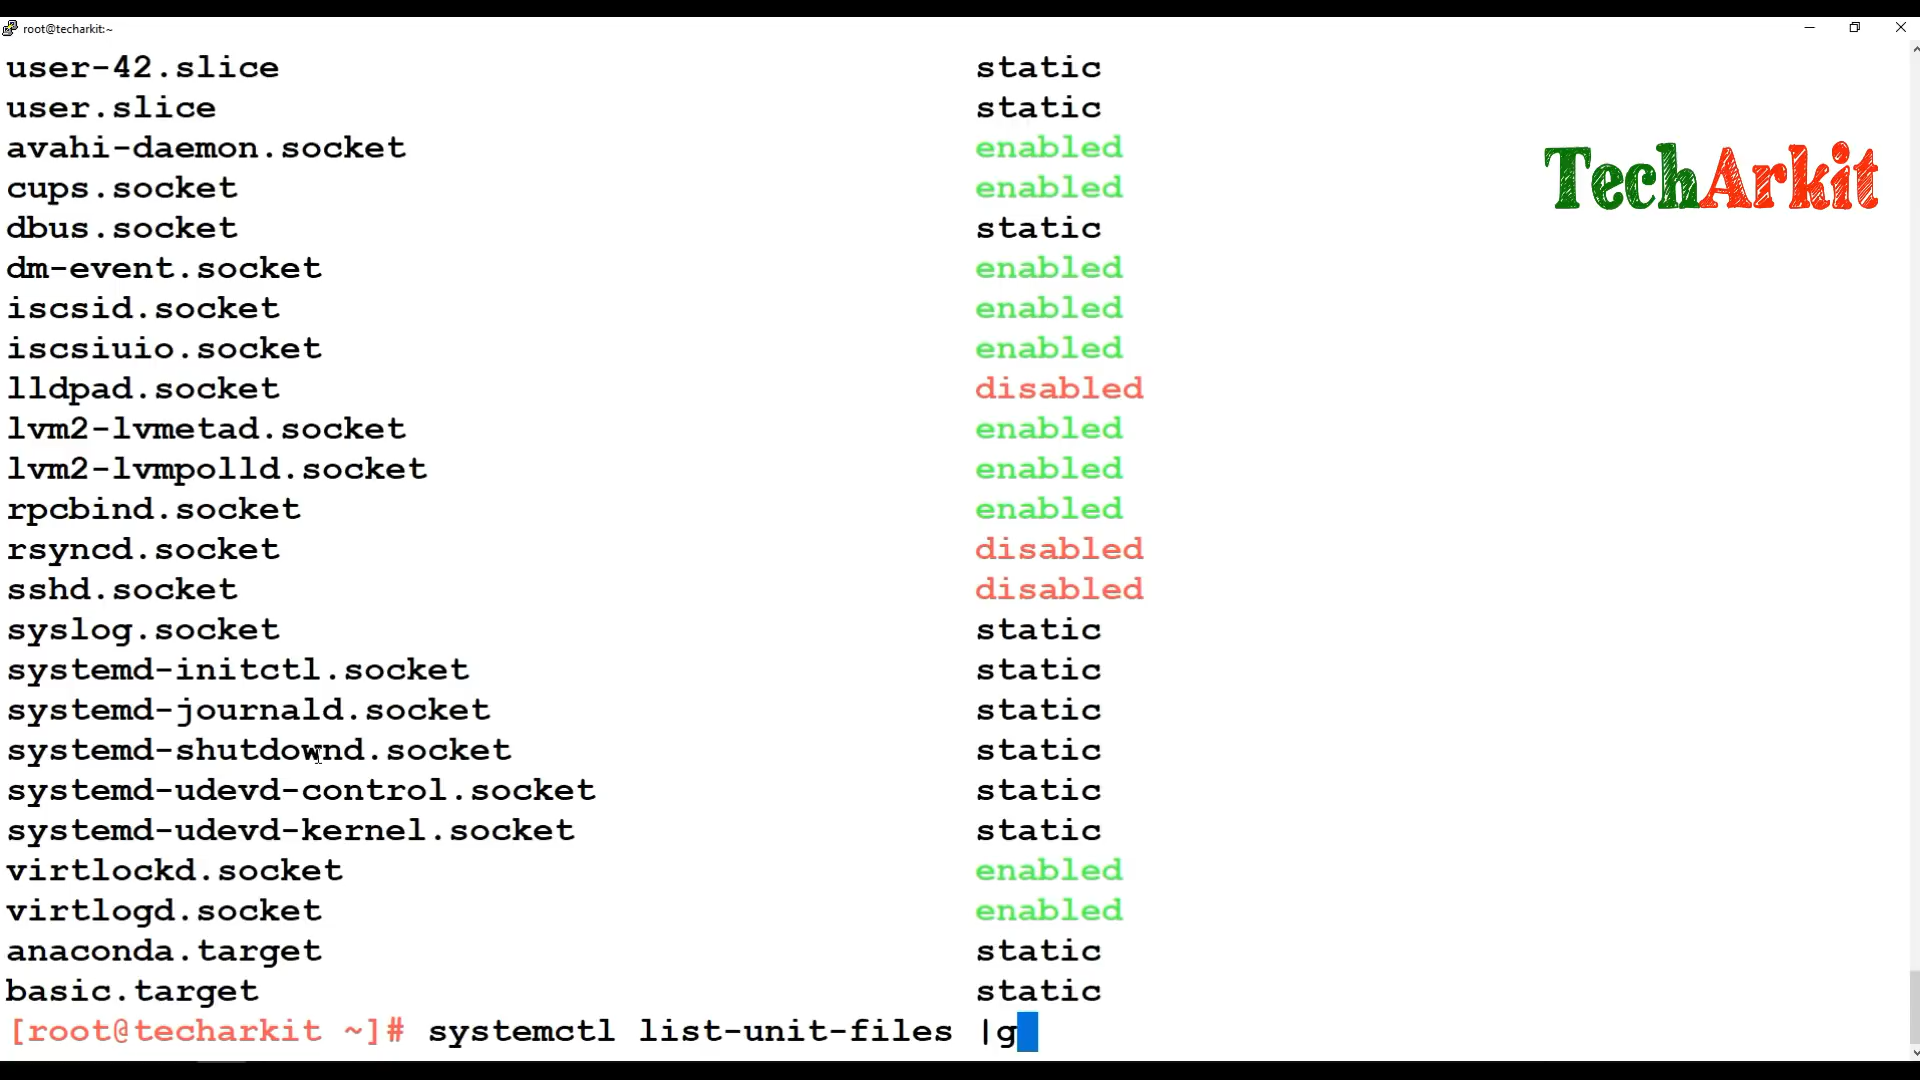 root@techarkit:~
user-42.slice static
user.slice static
avahi-daemon.socket enabled
TechArkit
cups.socket enabled
dbus.socket static
dm-event.socket enabled
iscsid.socket enabled
iscsiuio.socket enabled
lldpad.socket disabled
lvm2-lvmetad.socket enabled
lvm2-lvmpolld.socket enabled
rpcbind.socket enabled
rsyncd.socket disabled
sshd.socket disabled
syslog.socket static
systemd-initctl.socket static
systemd-journald.socket static
systemd-shutdownd.socket static
systemd-udevd-control.socket static
systemd-udevd-kernel.socket static
virtlockd.socket enabled
virtlogd.socket enabled
anaconda.target static
basic.target static
[root@techarkit ~]# systemctl list-unit-files |g